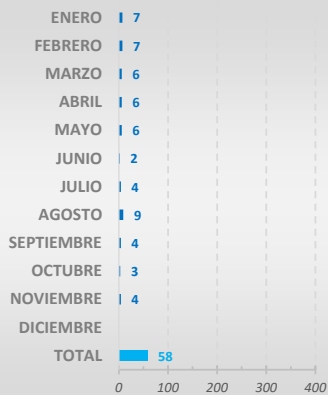 ENERO 7
FEBRERO 7
MARZO 6
ABRIL 6
MAYO 6
JUNIO 2
JULIO 4
AGOSTO 9
SEPTIEMBRE 4
OCTUBRE 3
NOVIEMBRE 4
DICIEMBRE
TOTAL 58
0 100 200 300 400